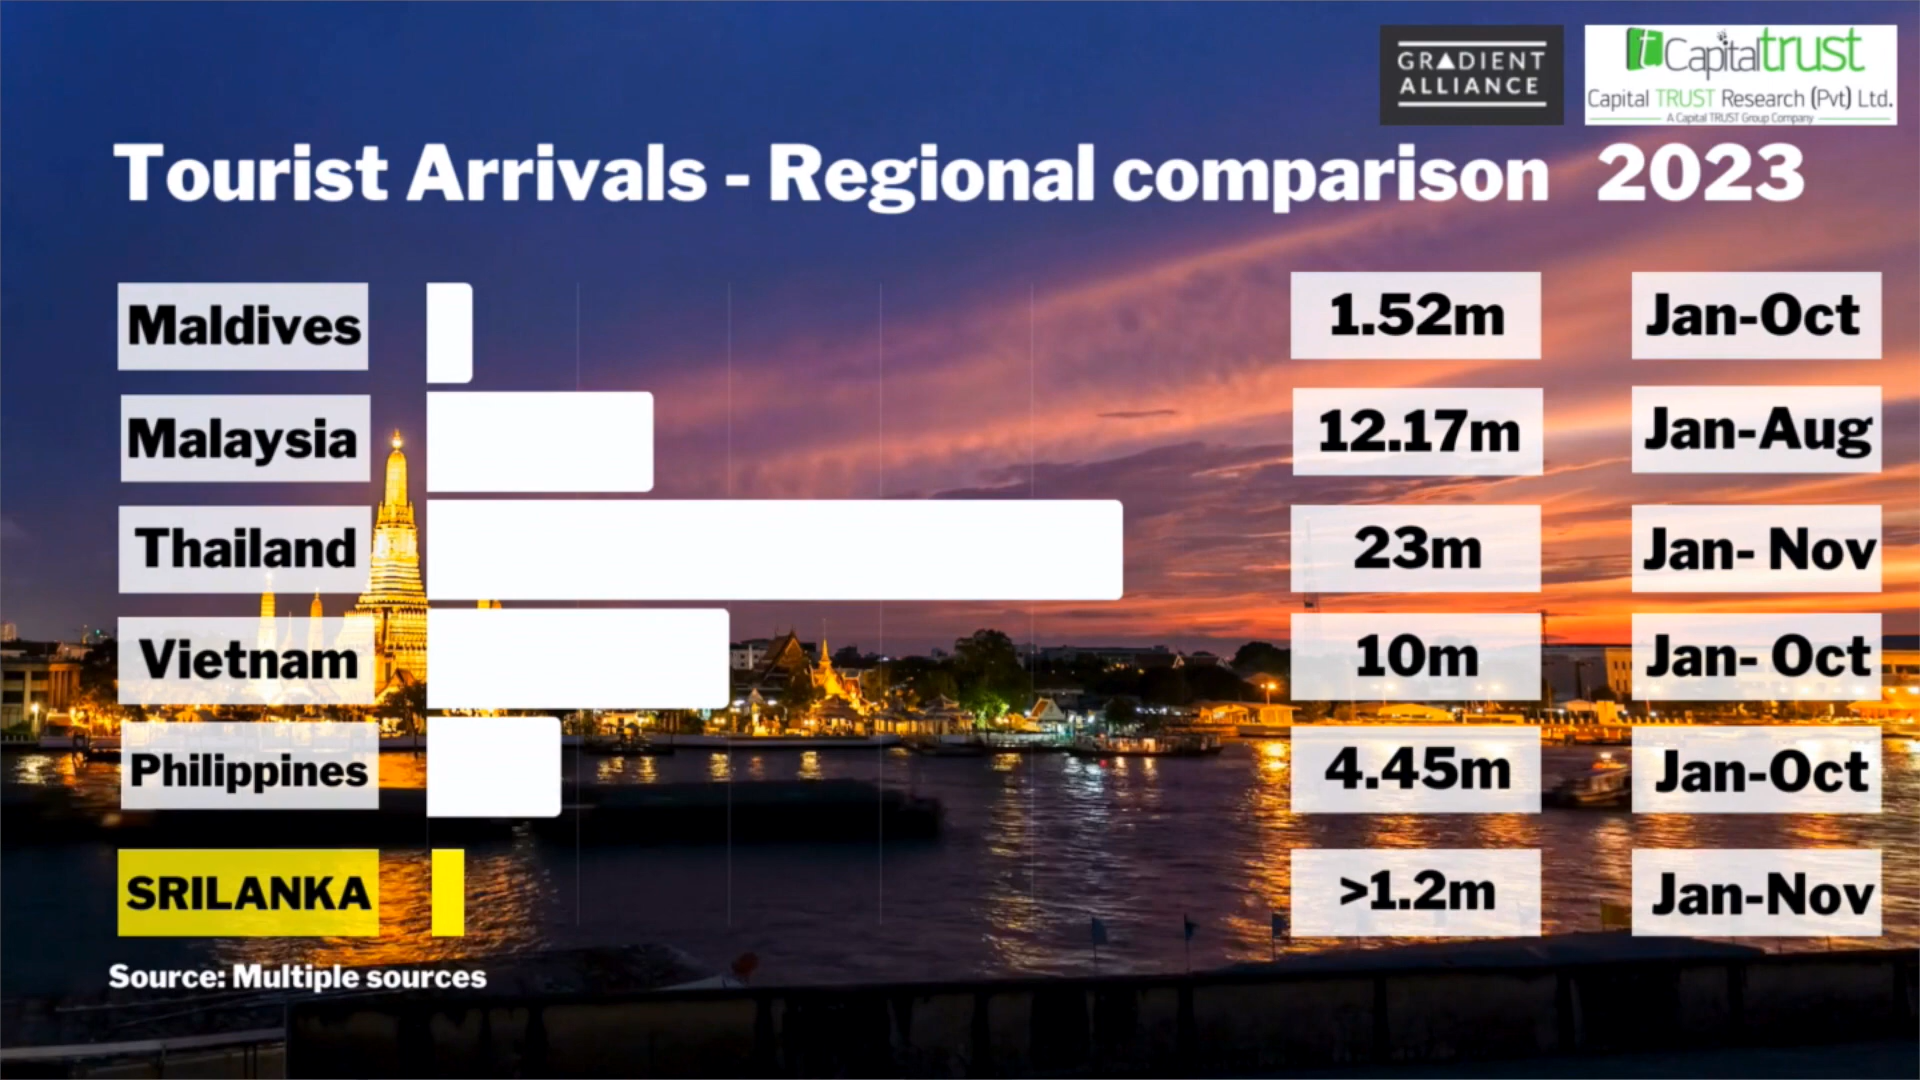 GRADIENT
ALLIANCE
t Capitaltrust
Capital TRUST Research (Pvt) Ltd.
A Capital TRUST Group Company
Tourist Arrivals - Regional comparison 2023
Maldives 1.52m Jan-Oct
Malaysia 12.17m Jan-Aug
Thailand 23m Jan- Nov
Vietnam 10m Jan- Oct
Philippines 4.45m Jan-Oct
SRILANKA >1.2m Jan-Nov
Source: Multiple sources